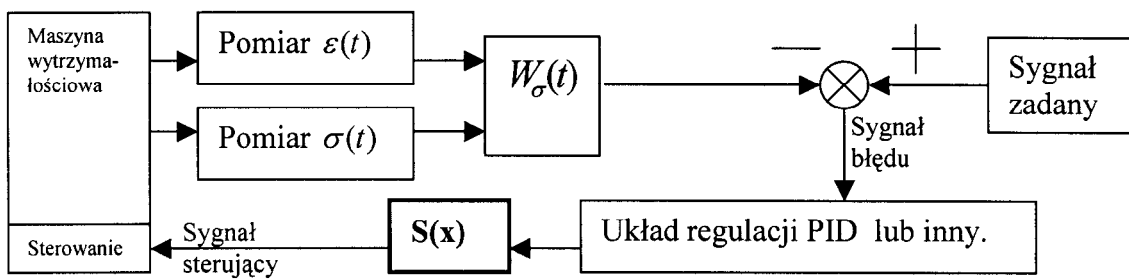 Maszyna
wytrzyma-
łościowa
Pomiar ε(t)
Pomiar σ(t)
W_σ(t)
— +
Sygnał
zadany
Sygnał
błędu
Układ regulacji PID lub inny.
S(x)
Sygnał
sterujący
Sterowanie